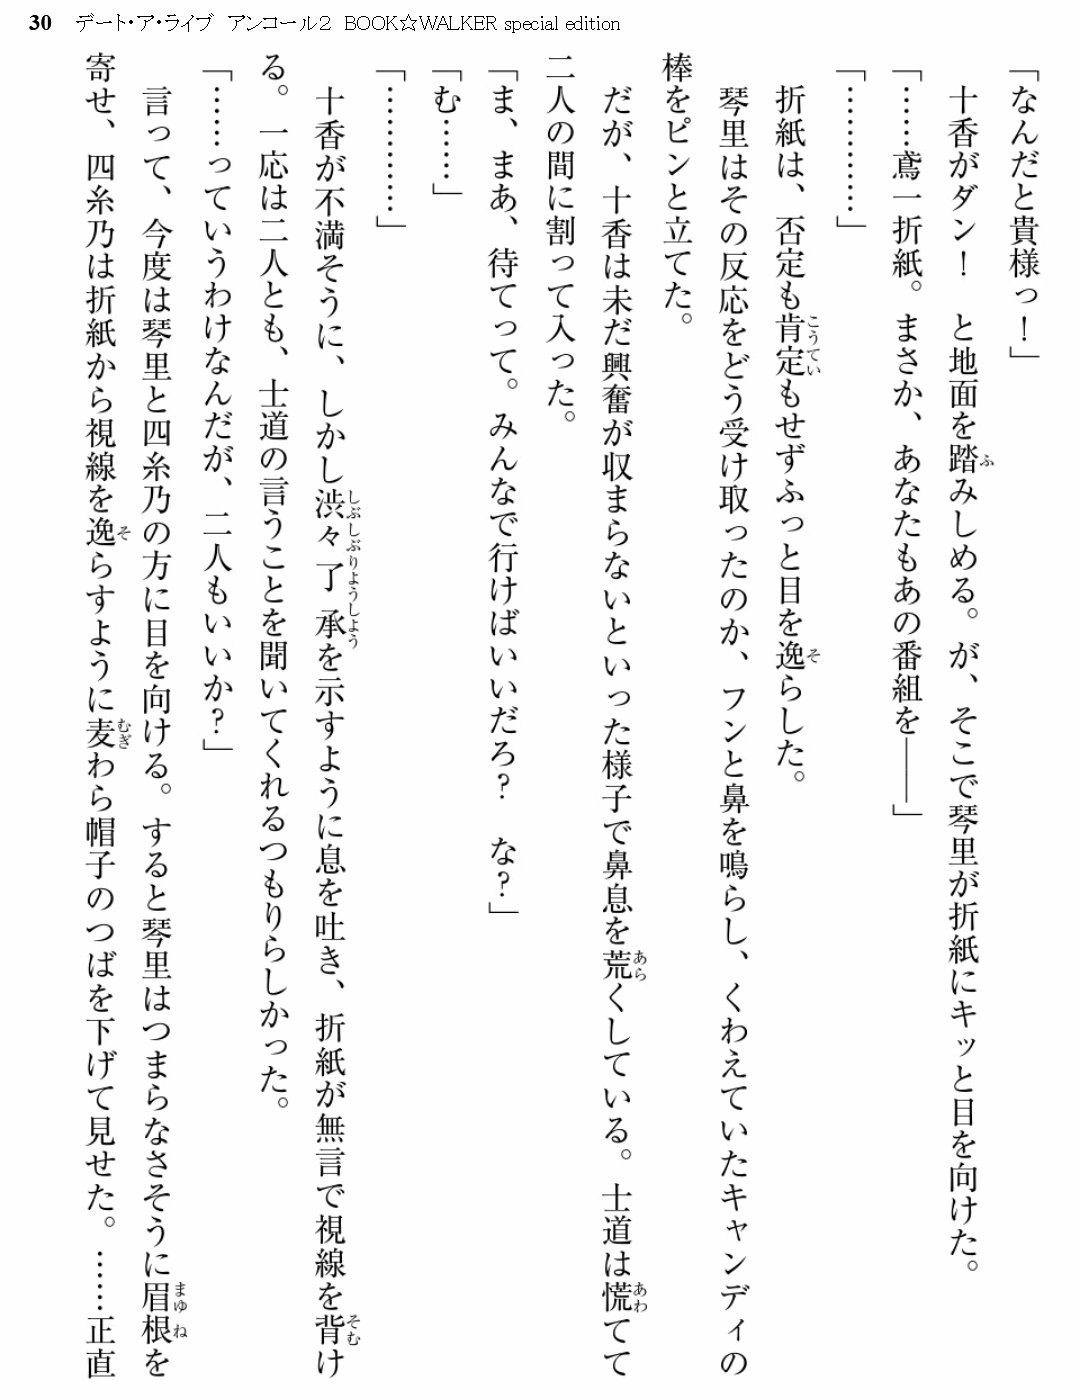 30 デート・ア・ライブ アンコール2 BOOK☆WALKER special edition
「なんだと貴様っ！」
　十香がダン！　と地面を踏みしめる。が、そこで琴里が折紙にキッと目を向けた。
「……鳶一折紙。まさか、あなたもあの番組を――」
「…………」
　折紙は、否定も肯定もせずふっと目を逸らした。
　琴里はその反応をどう受け取ったのか、フンと鼻を鳴らし、くわえていたキャンディの
棒をピンと立てた。
　だが、十香は未だ興奮が収まらないといった様子で鼻息を荒くしている。士道は慌てて
二人の間に割って入った。
「ま、まあ、待てって。みんなで行けばいいだろ？　な？」
「む……」
「…………」
　十香が不満そうに、しかし渋々了承を示すように息を吐き、折紙が無言で視線を背け
る。一応は二人とも、士道の言うことを聞いてくれるつもりらしかった。
「……っていうわけなんだが、二人もいいか？」
　言って、今度は琴里と四糸乃の方に目を向ける。すると琴里はつまらなさそうに眉根を
寄せ、四糸乃は折紙から視線を逸らすように麦わら帽子のつばを下げて見せた。……正直